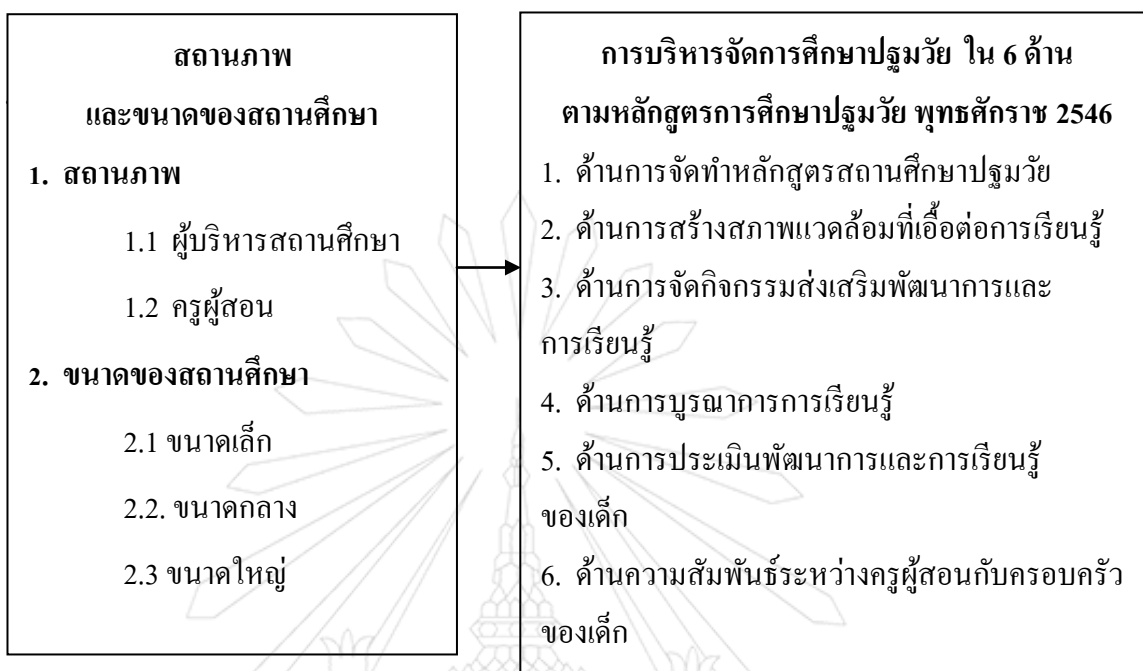 สถานภาพ
และขนาดของสถานศึกษา
1. สถานภาพ
1.1 ผู้บริหารสถานศึกษา
1.2 ครูผู้สอน
2. ขนาดของสถานศึกษา
2.1 ขนาดเล็ก
2.2. ขนาดกลาง
2.3 ขนาดใหญ่
การบริหารจัดการศึกษาปฐมวัย ใน 6 ด้าน
ตามหลักสูตรการศึกษาปฐมวัย พุทธศักราช 2546
1. ด้านการจัดทำหลักสูตรสถานศึกษาปฐมวัย
2. ด้านการสร้างสภาพแวดล้อมที่เอื้อต่อการเรียนรู้
3. ด้านการจัดกิจกรรมส่งเสริมพัฒนาการและ
การเรียนรู้
4. ด้านการบูรณาการการเรียนรู้
5. ด้านการประเมินพัฒนาการและการเรียนรู้
ของเด็ก
6. ด้านความสัมพันธ์ระหว่างครูผู้สอนกับครอบครัว
ของเด็ก